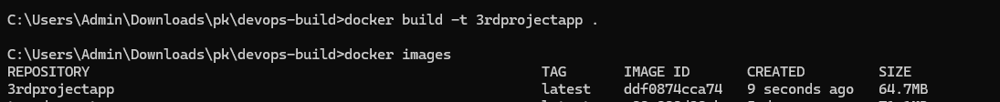 C:\Users\Admin\Downloads\pk\devops-build>docker build -t 3rdprojectapp .
C:\Users\Admin\Downloads\pk\devops-build>docker images
REPOSITORY TAG IMAGE ID CREATED SIZE
3rdprojectapp latest ddf0874cca74 9 seconds ago 64.7MB